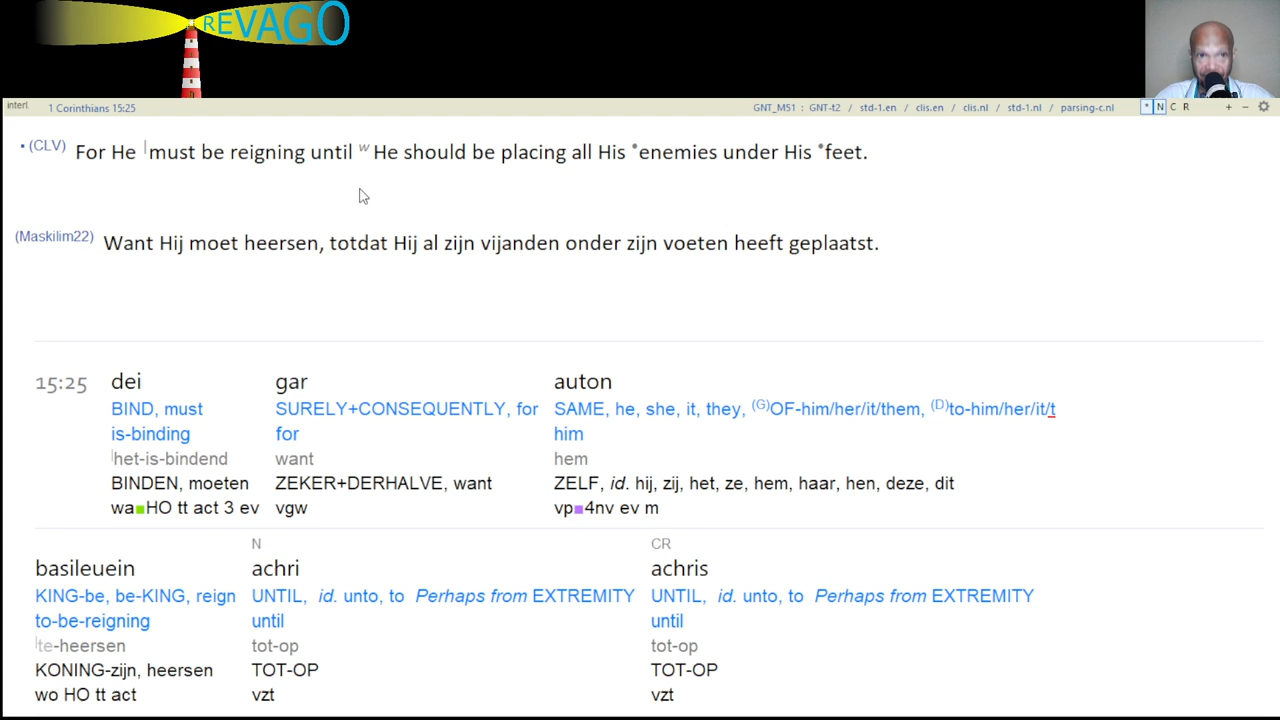 REVAGO
interl. 1 Corinthians 15:25 GNT_M51 : GNT-t2 / std-1.en / clis.en / clis.nl / std-1.nl / parsing-c.nl * N C R + −
• (CLV) For He |must be reigning until w He should be placing all His •enemies under His •feet.
(Maskilim22) Want Hij moet heersen, totdat Hij al zijn vijanden onder zijn voeten heeft geplaatst.
15:25 dei gar auton
BIND, must SURELY+CONSEQUENTLY, for SAME, he, she, it, they, (G)OF-him/her/it/them, (D)to-him/her/it/t
is-binding for him
|het-is-bindend want hem
BINDEN, moeten ZEKER+DERHALVE, want ZELF, id. hij, zij, het, ze, hem, haar, hen, deze, dit
wa■HO tt act 3 ev vgw vp■4nv ev m
N CR
basileuein achri achris
KING-be, be-KING, reign UNTIL, id. unto, to Perhaps from EXTREMITY UNTIL, id. unto, to Perhaps from EXTREMITY
to-be-reigning until until
|te-heersen tot-op tot-op
KONING-zijn, heersen TOT-OP TOT-OP
wo HO tt act vzt vzt